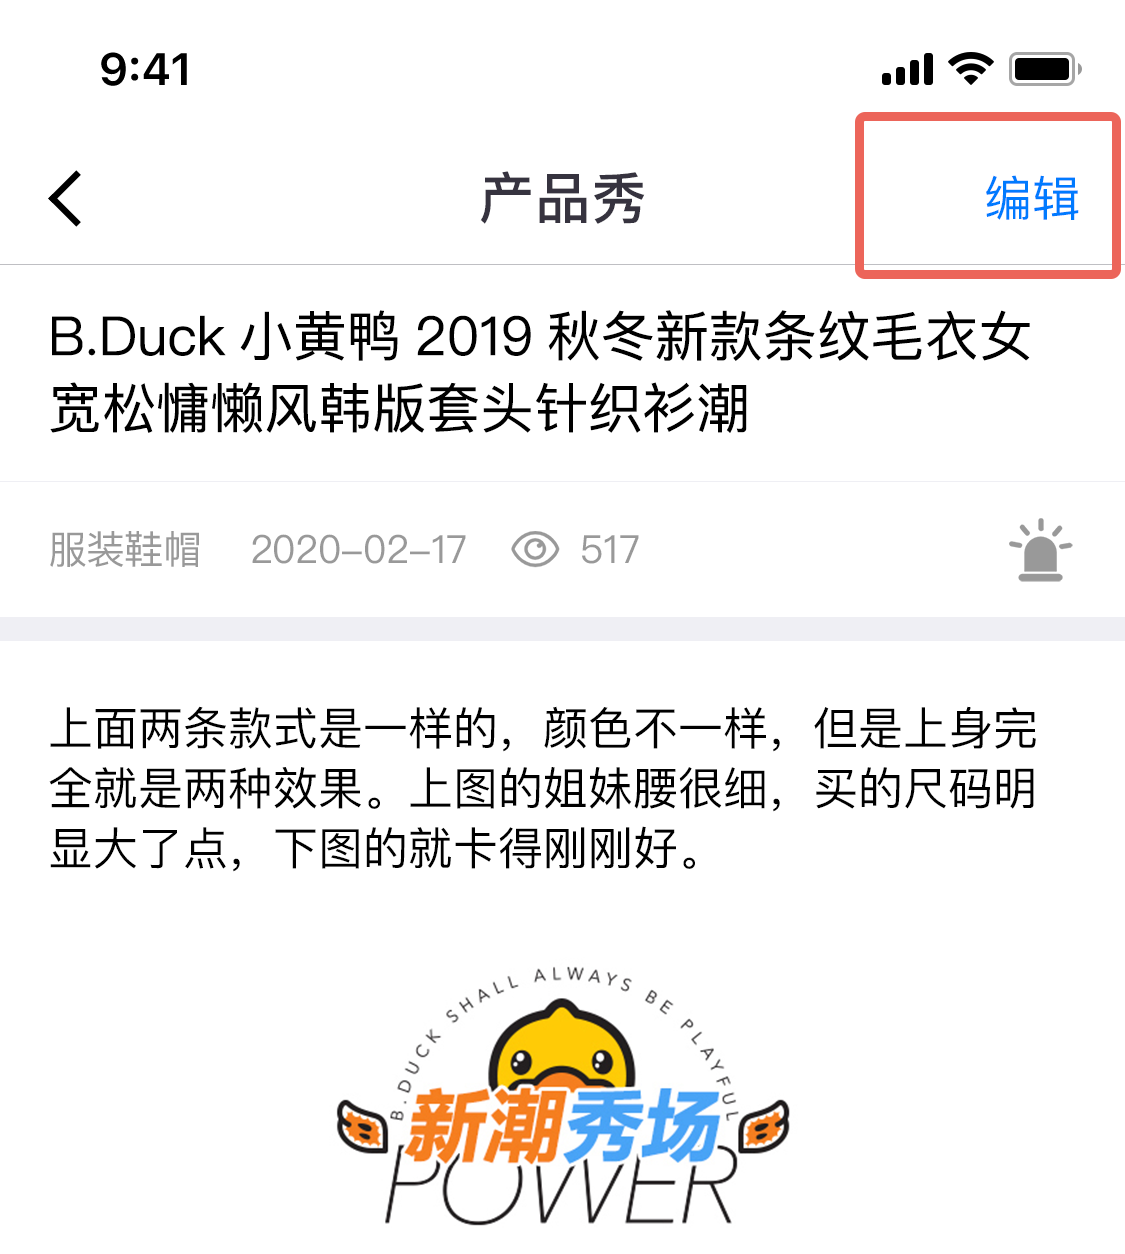 9:41
产品秀
编辑
B.Duck 小黄鸭 2019 秋冬新款条纹毛衣女
宽松慵懒风韩版套头针织衫潮
服装鞋帽 2020-02-17 517
上面两条款式是一样的，颜色不一样，但是上身完
全就是两种效果。上图的姐妹腰很细，买的尺码明
显大了点，下图的就卡得刚刚好。
B.DUCK SHALL ALWAYS BE PLAYFUL
新潮秀场
POWER